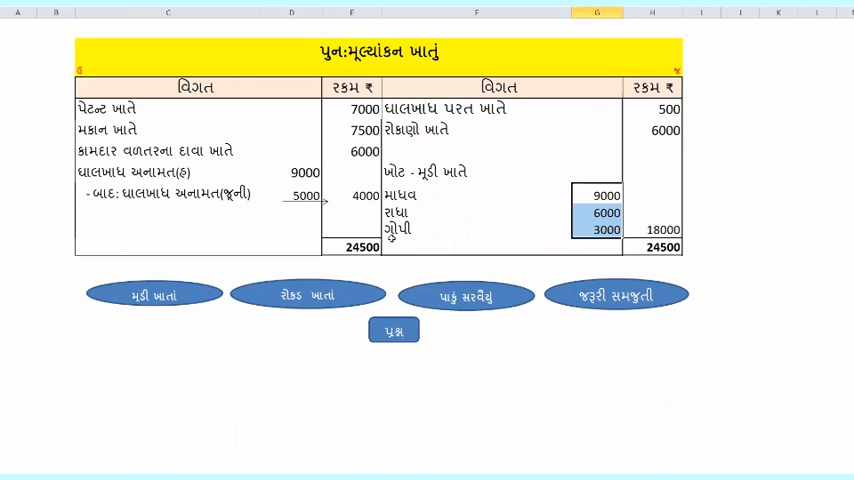 A B C D E F G H I J K L
પુન:મૂલ્યાંકન ખાતું
ઉ જ
વિગત રકમ ₹ વિગત રકમ ₹
પેટન્ટ ખાતે 7000 ઘાલખાધ પરત ખાતે 500
મકાન ખાતે 7500 રોકાણો ખાતે 6000
કામદાર વળતરના દાવા ખાતે 6000
ઘાલખાધ અનામત(હ) 9000 ખોટ - મૂડી ખાતે
- બાદ: ઘાલખાધ અનામત(જૂની) 5000 4000 માધવ 9000
રાધા 6000
ગોપી 3000 18000
24500 24500
મૂડી ખાતાં રોકડ ખાતાં પાકું સરવૈયું જરૂરી સમજુતી
પ્રશ્ન